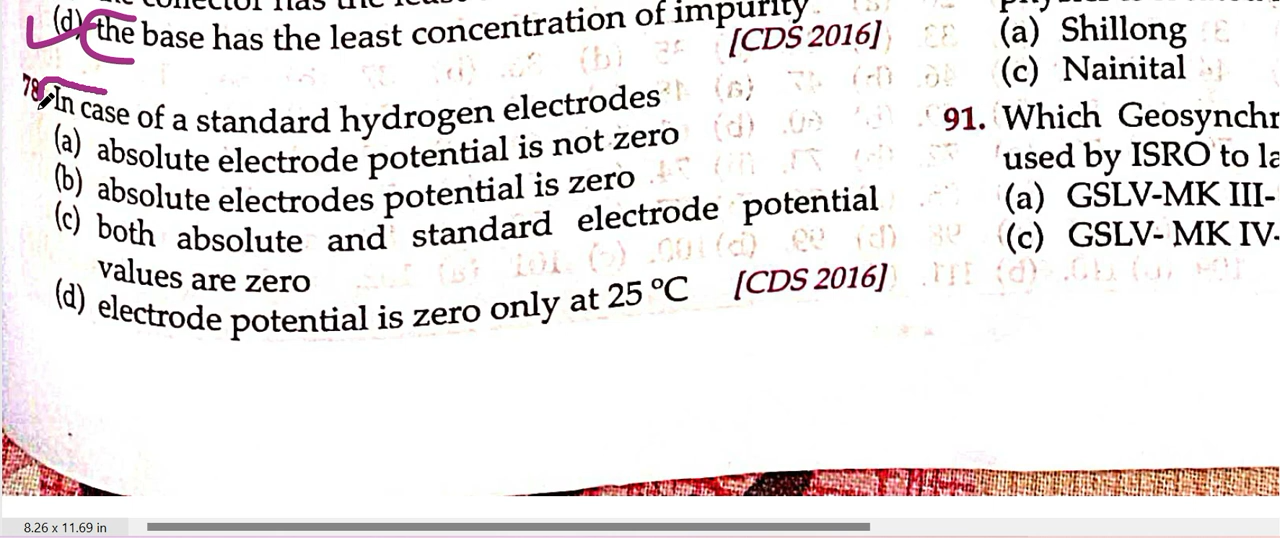 (d) the base has the least concentration of impurity
[CDS 2016]
78. In case of a standard hydrogen electrodes
(a) absolute electrode potential is not zero
(b) absolute electrodes potential is zero
(c) both absolute and standard electrode potential
values are zero
(d) electrode potential is zero only at 25 °C [CDS 2016]
(a) Shillong
(c) Nainital
91. Which Geosynchr
used by ISRO to la
(a) GSLV-MK III-
(c) GSLV- MK IV-
8.26 x 11.69 in